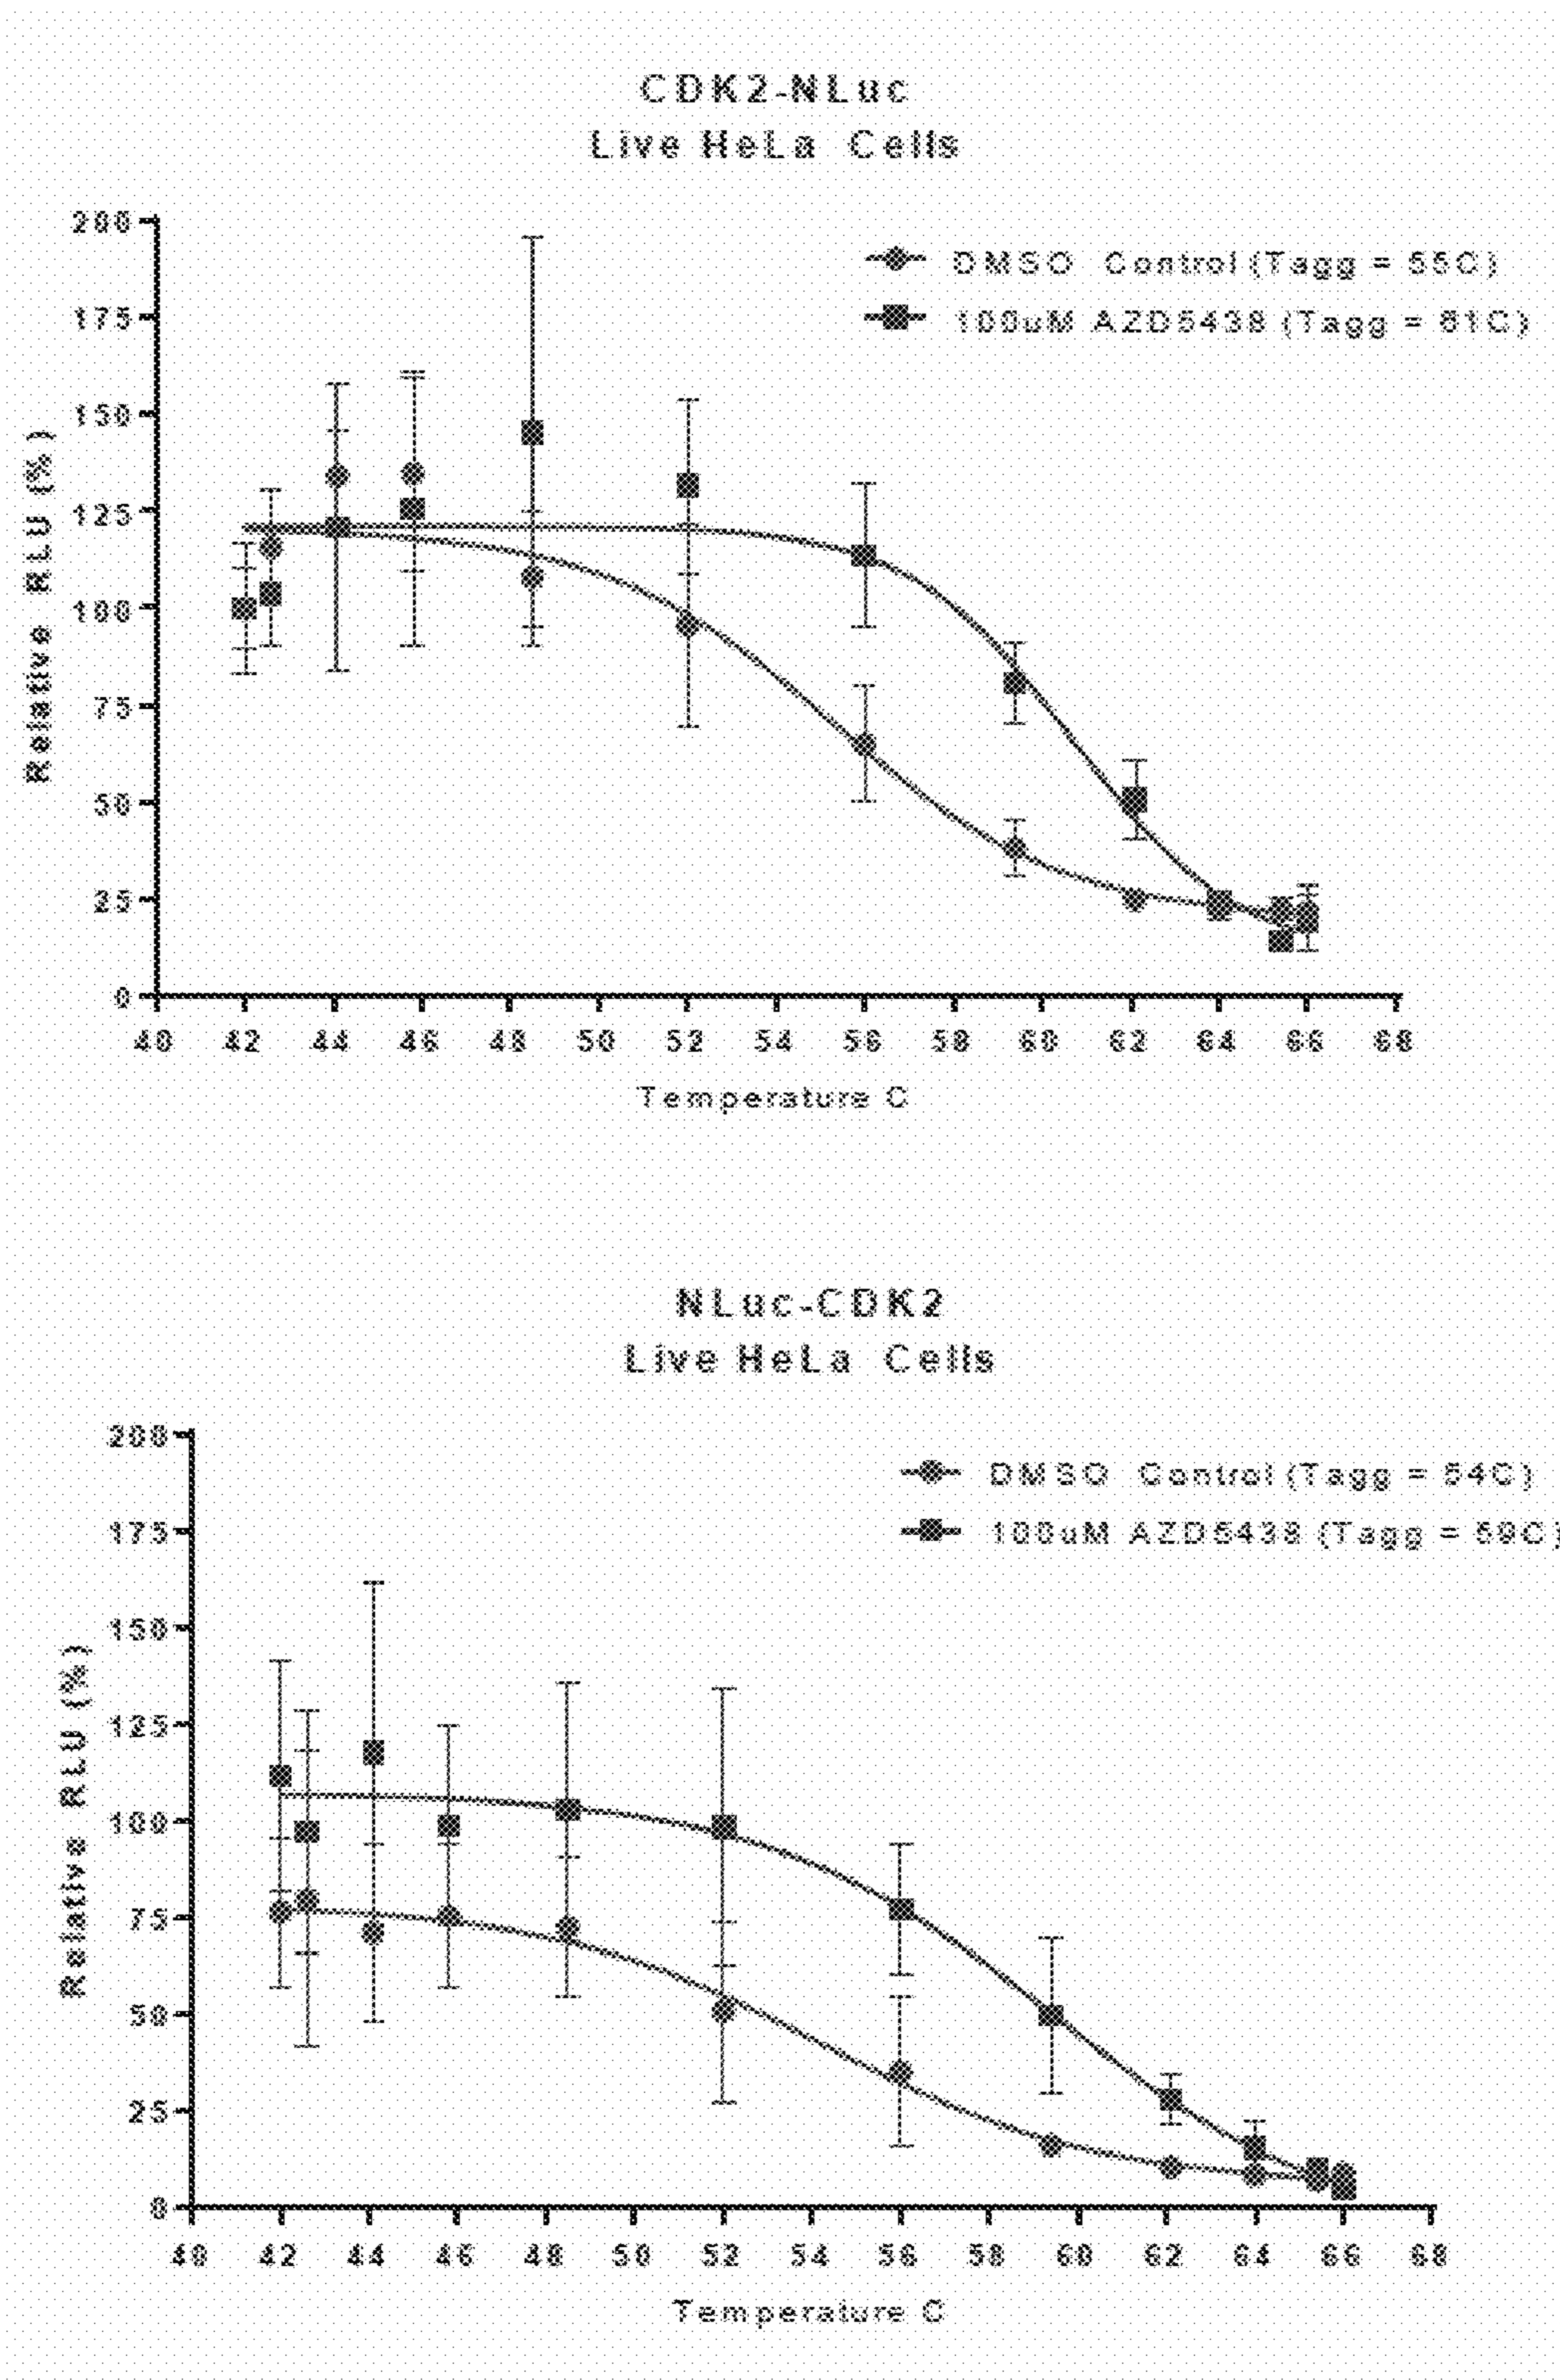 CDK2-NLuc
Live HeLa Cells
DMSO Control (Tagg = 55C)
100uM AZD5438 (Tagg = 61C)
Relative RLU (%)
200
175
150
125
100
75
50
25
0
40 42 44 46 48 50 52 54 56 58 60 62 64 66 68
Temperature C
NLuc-CDK2
Live HeLa Cells
DMSO Control (Tagg = 54C)
100uM AZD5438 (Tagg = 59C)
Relative RLU (%)
200
175
150
125
100
75
50
25
0
40 42 44 46 48 50 52 54 56 58 60 62 64 66 68
Temperature C